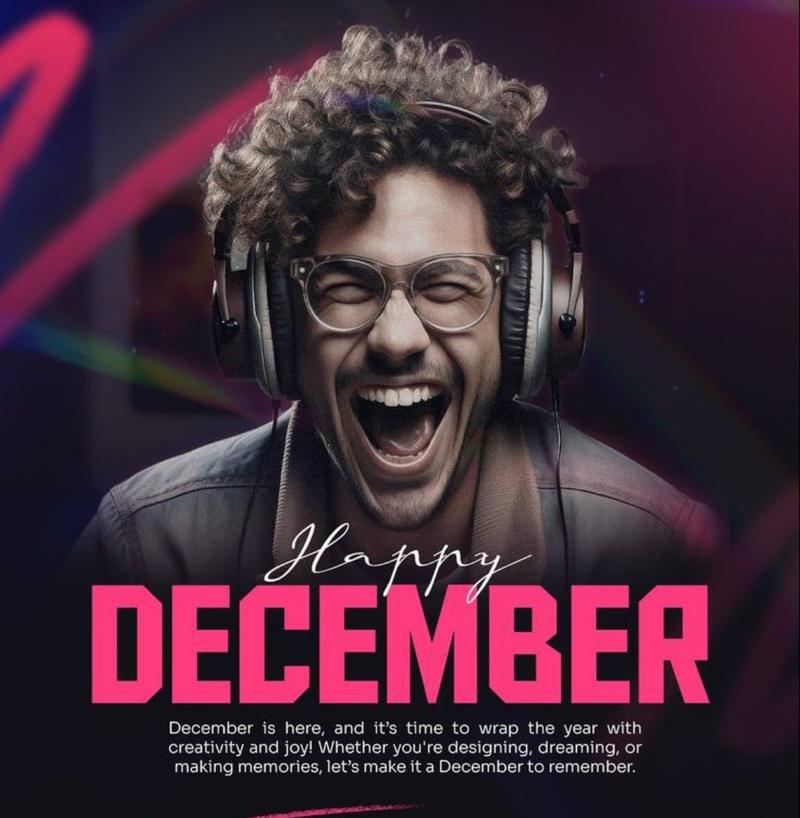 Happy
DECEMBER
December is here, and it's time to wrap the year with
creativity and joy! Whether you're designing, dreaming, or
making memories, let's make it a December to remember.